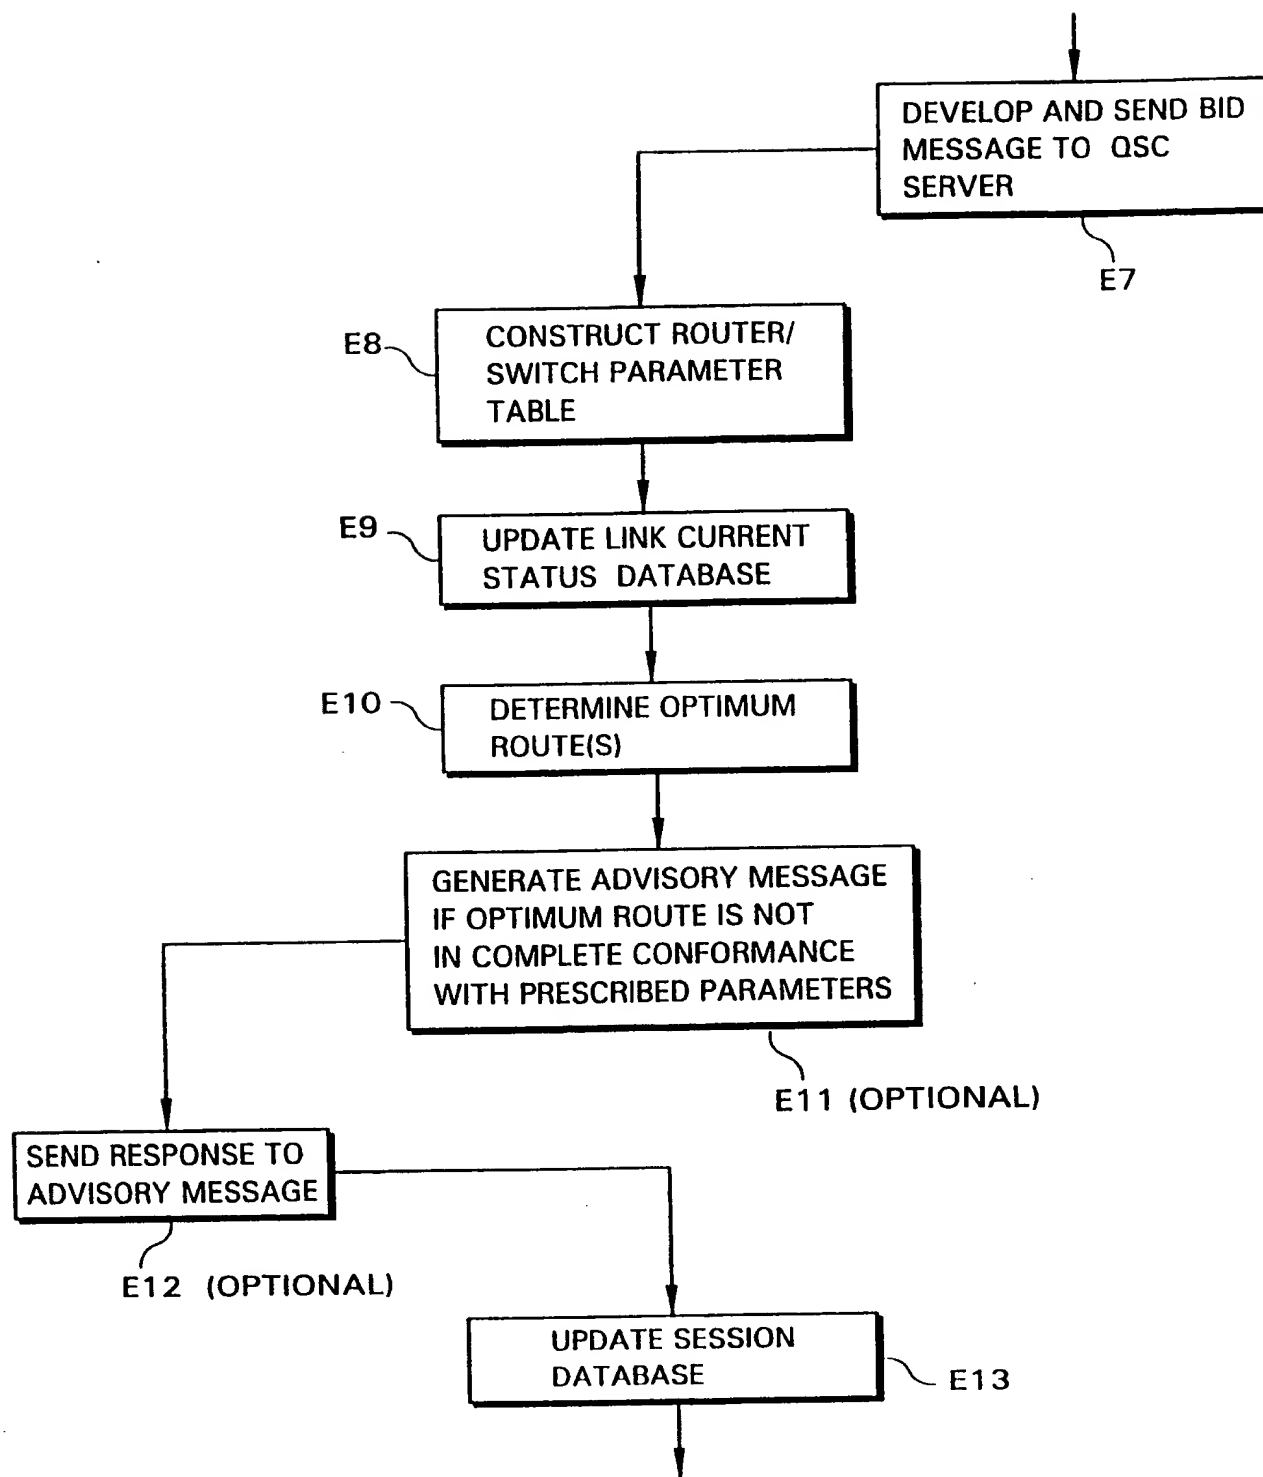 DEVELOP AND SEND BID
MESSAGE TO QSC
SERVER
E7
E8
CONSTRUCT ROUTER/
SWITCH PARAMETER
TABLE
E9
UPDATE LINK CURRENT
STATUS DATABASE
E10
DETERMINE OPTIMUM
ROUTE(S)
GENERATE ADVISORY MESSAGE
IF OPTIMUM ROUTE IS NOT
IN COMPLETE CONFORMANCE
WITH PRESCRIBED PARAMETERS
E11 (OPTIONAL)
SEND RESPONSE TO
ADVISORY MESSAGE
E12 (OPTIONAL)
UPDATE SESSION
DATABASE
E13